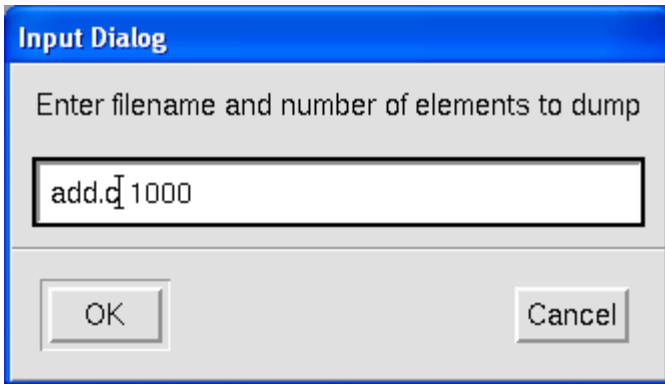 Input Dialog
Enter filename and number of elements to dump
add.c 1000
OK
Cancel